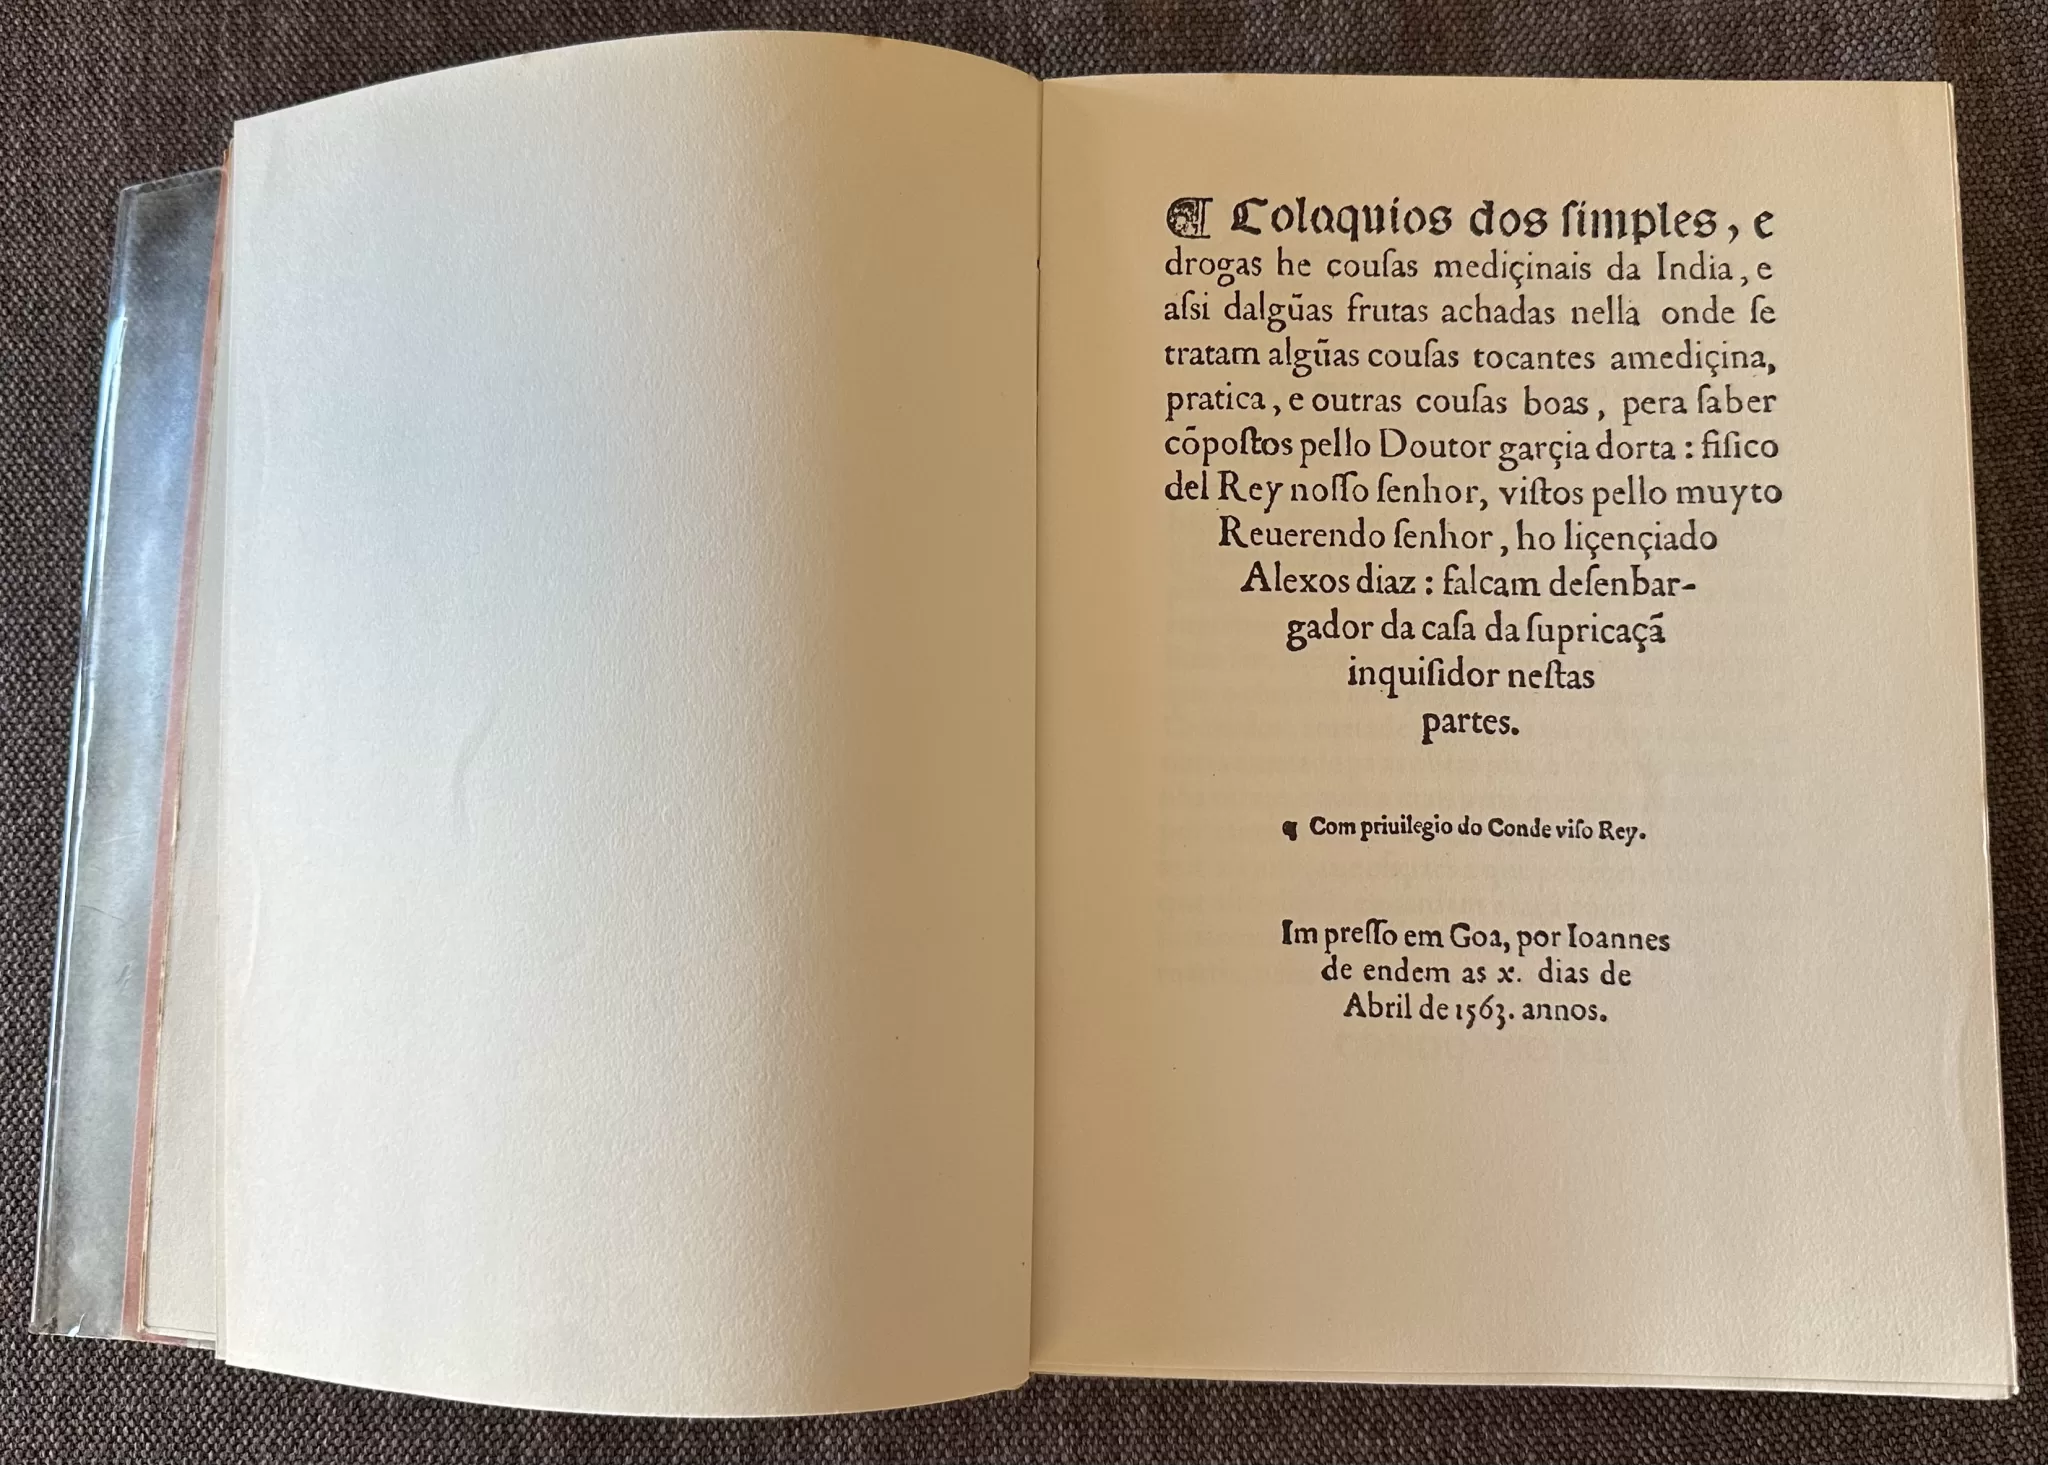 ¶ Coloquios dos ſimples, e
drogas he couſas mediçinais da India, e
aſsi dalgũas frutas achadas nella onde ſe
tratam algũas couſas tocantes amediçina,
pratica, e outras couſas boas, pera ſaber
cõpoſtos pello Doutor garçia dorta : fiſico
del Rey noſſo ſenhor, viſtos pello muyto
Reuerendo ſenhor, ho liçençiado
Alexos diaz : falcam deſenbar-
gador da caſa da ſupricaçã
inquiſidor neſtas
partes.
¶ Com priuilegio do Conde viſo Rey.
Im preſſo em Goa, por Ioannes
de endem as x. dias de
Abril de 1563. annos.